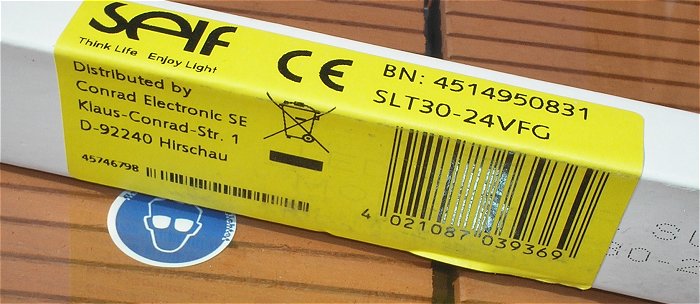 Self
Think Life Enjoy Light
Distributed by
Conrad Electronic SE
Klaus-Conrad-Str. 1
D-92240 Hirschau
45746798
CE
BN: 4514950831
SLT30-24VFG
4 021087 039369